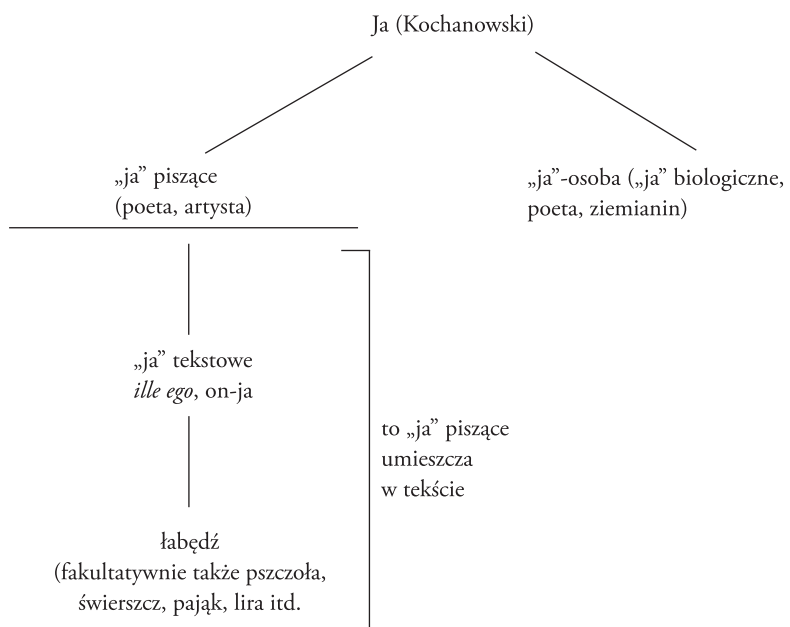 Ja (Kochanowski)
„ja” piszące
(poeta, artysta)
„ja”-osoba („ja” biologiczne,
poeta, ziemianin)
„ja” tekstowe
ille ego, on-ja
to „ja” piszące
umieszcza
w tekście
łabędź
(fakultatywnie także pszczoła,
świerszcz, pająk, lira itd.